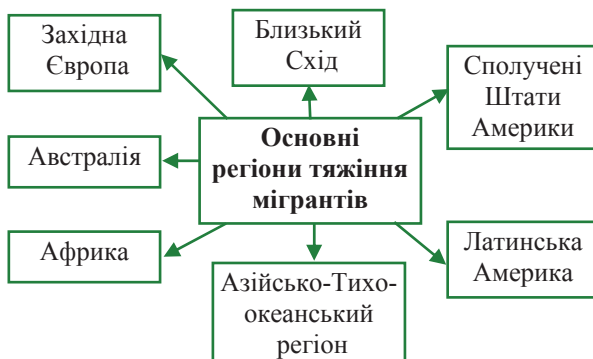 Західна
Європа
Близький
Схід
Сполучені
Штати
Америки
Австралія
Основні
регіони тяжіння
мігрантів
Африка
Азійсько-Тихо-
океанський
регіон
Латинська
Америка